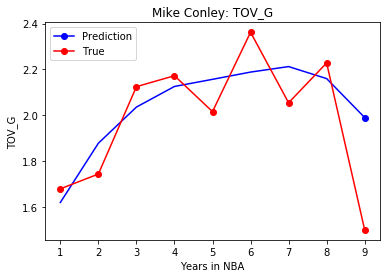 Mike Conley: TOV_G
Prediction
True
TOV_G
2.4
2.2
2.0
1.8
1.6
1 2 3 4 5 6 7 8 9
Years in NBA